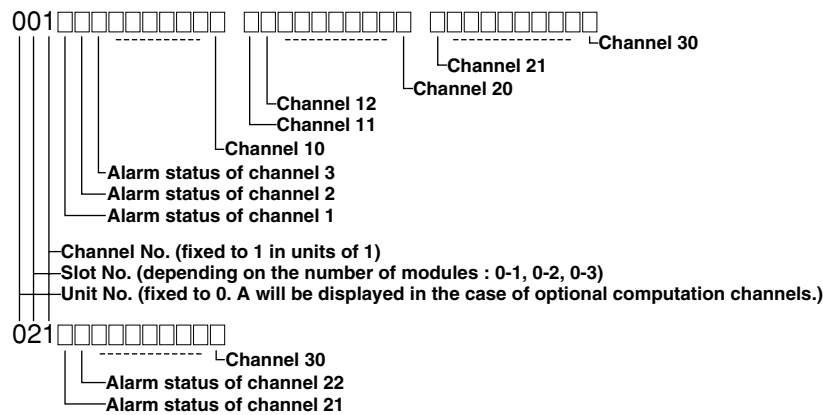 001□□□□□□□□□□ □□□□□□□□□□ □□□□□□□□□□
Channel 30
Channel 21
Channel 20
Channel 12
Channel 11
Channel 10
Alarm status of channel 3
Alarm status of channel 2
Alarm status of channel 1
Channel No. (fixed to 1 in units of 1)
Slot No. (depending on the number of modules : 0-1, 0-2, 0-3)
Unit No. (fixed to 0. A will be displayed in the case of optional computation channels.)
021□□□□□□□□□□
Channel 30
Alarm status of channel 22
Alarm status of channel 21